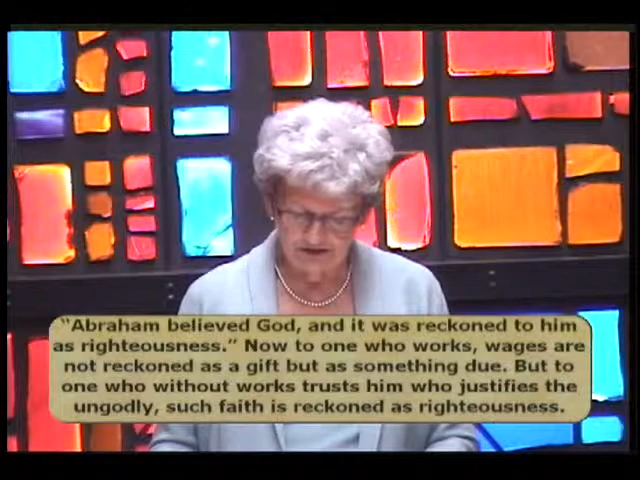 "Abraham believed God, and it was reckoned to him
as righteousness." Now to one who works, wages are
not reckoned as a gift but as something due. But to
one who without works trusts him who justifies the
ungodly, such faith is reckoned as righteousness.